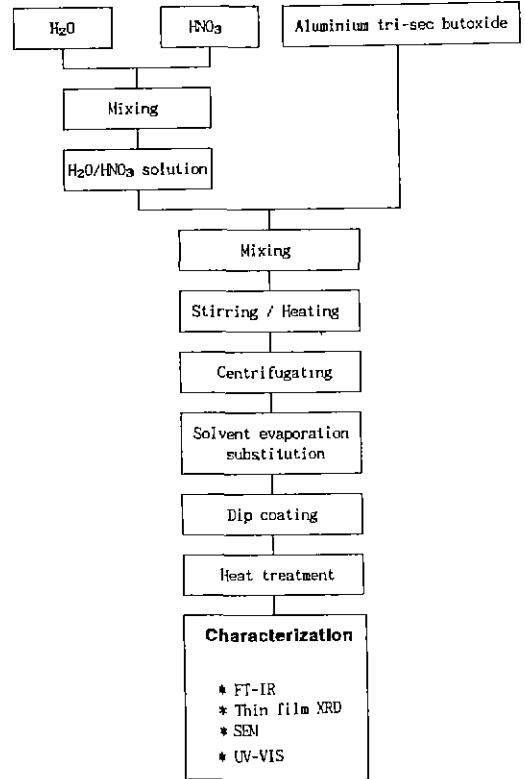 H₂O
HNO₃
Aluminium tri-sec butoxide
Mixing
H₂O/HNO₃ solution
Mixing
Stirring / Heating
Centrifugating
Solvent evaporation
substitution
Dip coating
Heat treatment
Characterization
* FT-IR
* Thin film XRD
* SEM
* UV-VIS